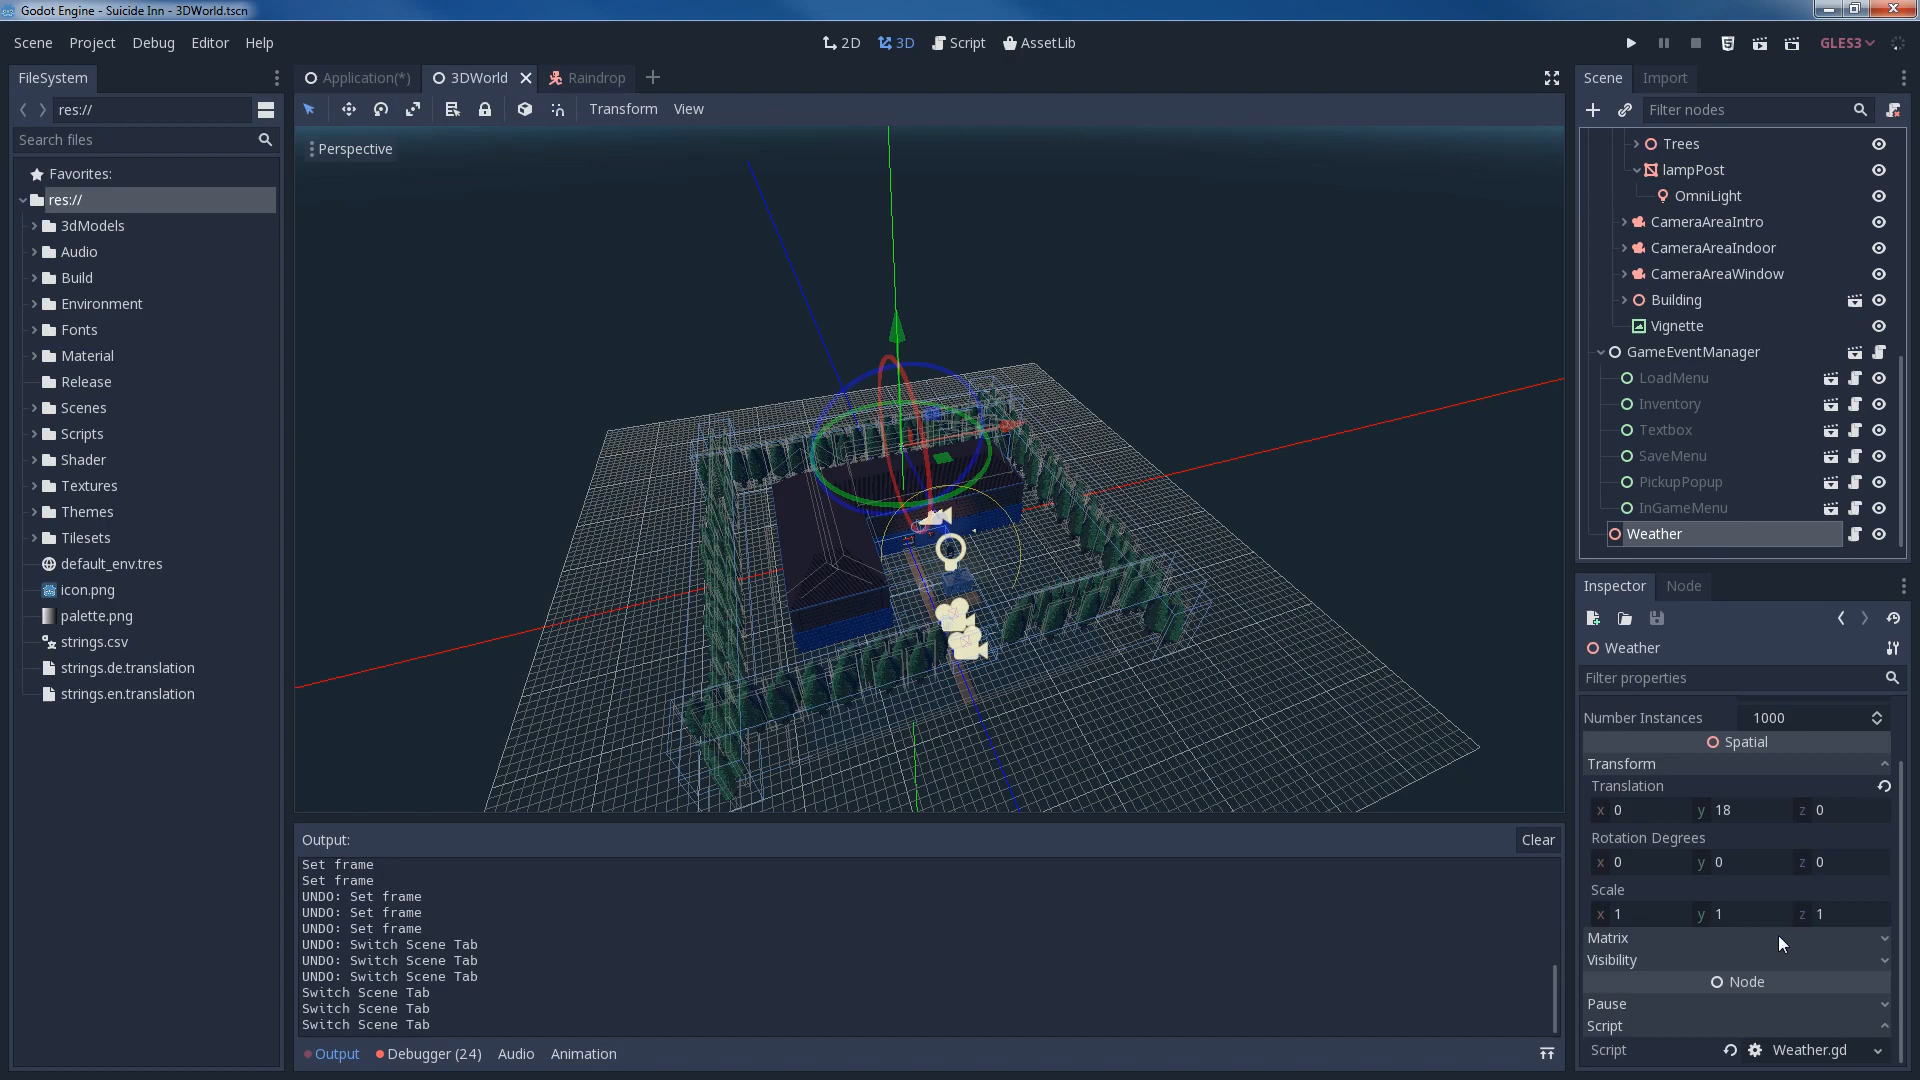 Godot Engine - Suicide Inn - 3DWorld.tscn
Scene Project Debug Editor Help
2D 3D Script AssetLib
GLES3
FileSystem
res://
Search files
Favorites:
res://
3dModels
Audio
Build
Environment
Fonts
Material
Release
Scenes
Scripts
Shader
Textures
Themes
Tilesets
default_env.tres
icon.png
palette.png
strings.csv
strings.de.translation
strings.en.translation
Application(*) 3DWorld Raindrop
Transform View
Perspective
Output: Clear
Set frame
Set frame
UNDO: Set frame
UNDO: Set frame
UNDO: Set frame
UNDO: Switch Scene Tab
UNDO: Switch Scene Tab
UNDO: Switch Scene Tab
Switch Scene Tab
Switch Scene Tab
Switch Scene Tab
Output Debugger (24) Audio Animation
Scene Import
Filter nodes
Trees
lampPost
OmniLight
CameraAreaIntro
CameraAreaIndoor
CameraAreaWindow
Building
Vignette
GameEventManager
LoadMenu
Inventory
Textbox
SaveMenu
PickupPopup
InGameMenu
Weather
Inspector Node
Weather
Filter properties
Number Instances 1000
Spatial
Transform
Translation
x 0 y 18 z 0
Rotation Degrees
x 0 y 0 z 0
Scale
x 1 y 1 z 1
Matrix
Visibility
Node
Pause
Script
Script Weather.gd